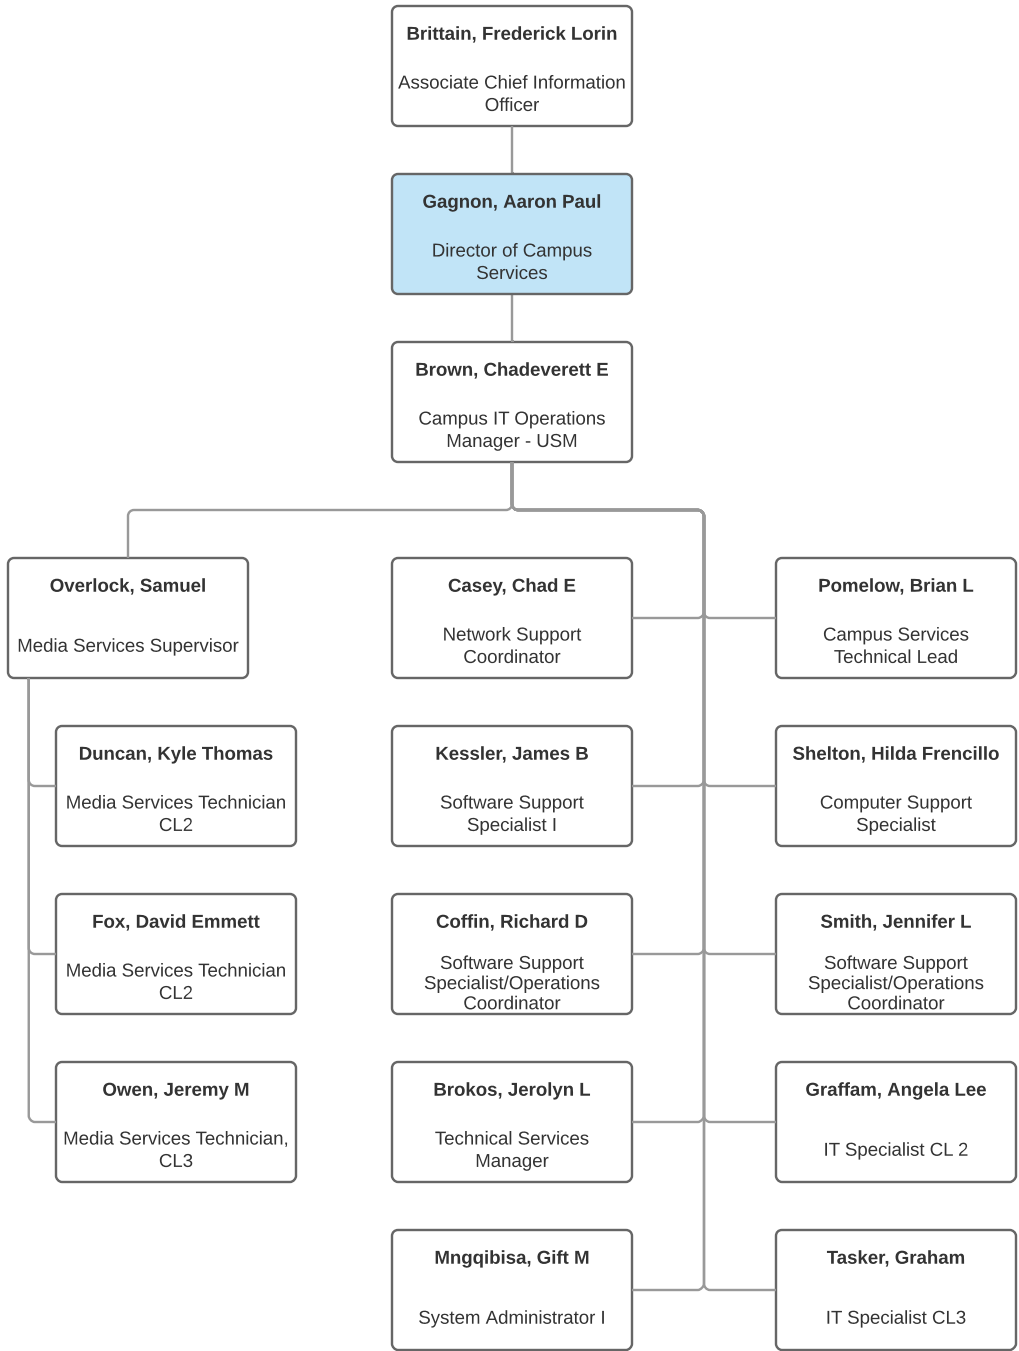 Brittain, Frederick Lorin
Associate Chief Information
Officer
Gagnon, Aaron Paul
Director of Campus
Services
Brown, Chadeverett E
Campus IT Operations
Manager - USM
Overlock, Samuel
Media Services Supervisor
Duncan, Kyle Thomas
Media Services Technician
CL2
Fox, David Emmett
Media Services Technician
CL2
Owen, Jeremy M
Media Services Technician,
CL3
Casey, Chad E
Network Support
Coordinator
Pomelow, Brian L
Campus Services
Technical Lead
Kessler, James B
Software Support
Specialist I
Shelton, Hilda Frencillo
Computer Support
Specialist
Coffin, Richard D
Software Support
Specialist/Operations
Coordinator
Smith, Jennifer L
Software Support
Specialist/Operations
Coordinator
Brokos, Jerolyn L
Technical Services
Manager
Graffam, Angela Lee
IT Specialist CL 2
Mngqibisa, Gift M
System Administrator I
Tasker, Graham
IT Specialist CL3